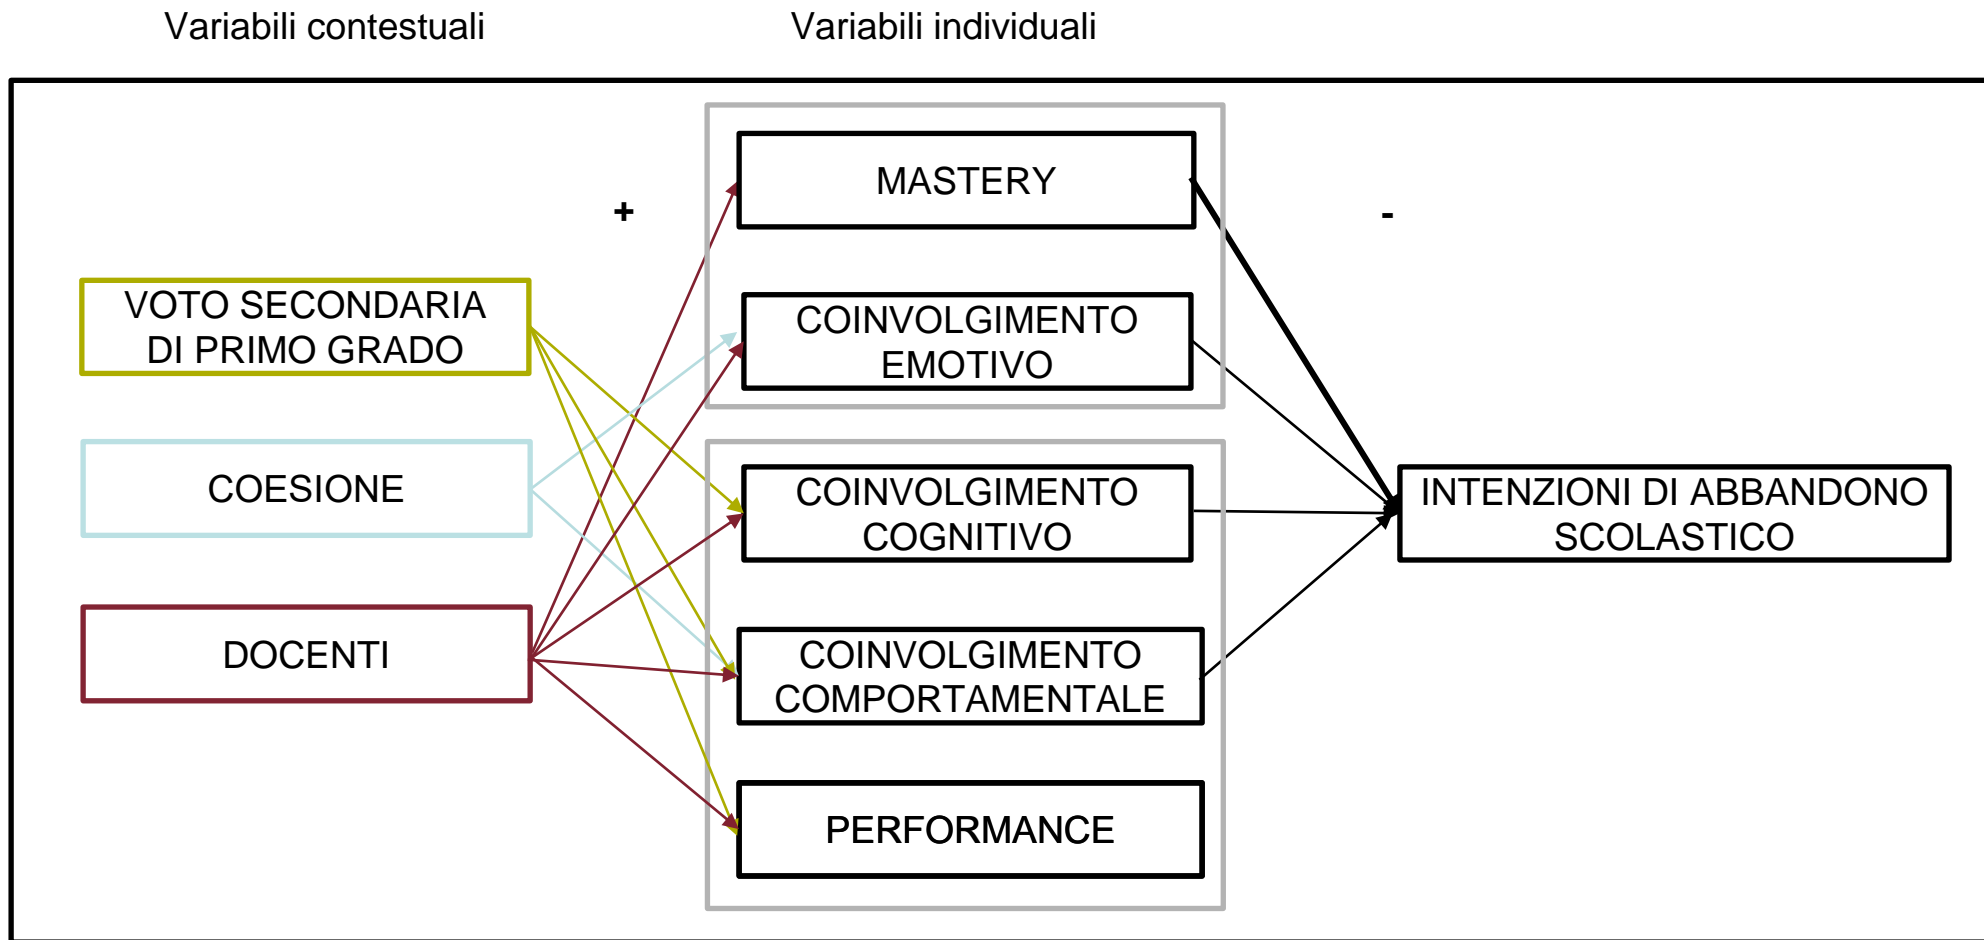 Variabili contestuali
Variabili individuali
MASTERY
+
-
VOTO SECONDARIA
DI PRIMO GRADO
COINVOLGIMENTO
EMOTIVO
COESIONE
COINVOLGIMENTO
COGNITIVO
INTENZIONI DI ABBANDONO
SCOLASTICO
DOCENTI
COINVOLGIMENTO
COMPORTAMENTALE
PERFORMANCE